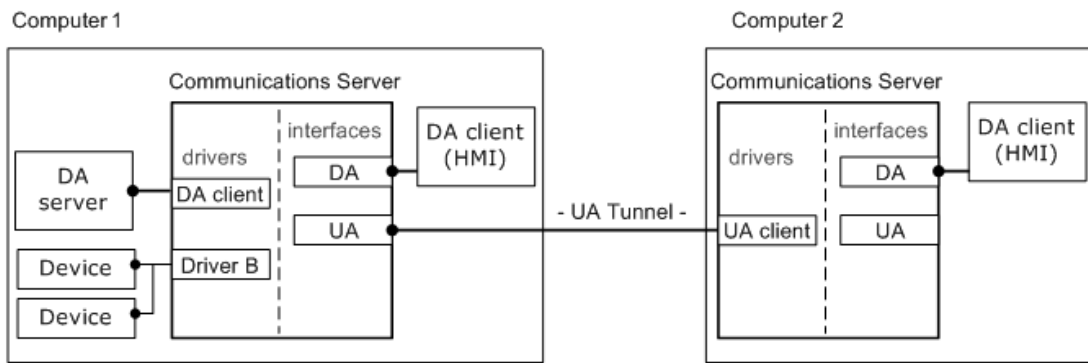 Computer 1
Communications Server
drivers
interfaces
DA
server
DA client
DA
DA client
(HMI)
UA
Device
Driver B
Device
- UA Tunnel -
Computer 2
Communications Server
drivers
interfaces
DA
DA client
(HMI)
UA client
UA